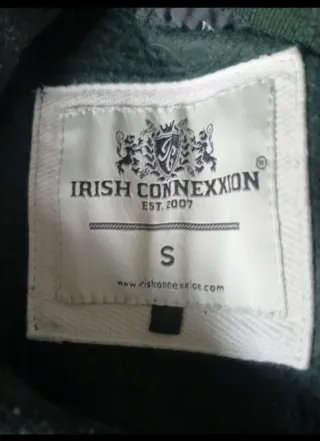 IRISH CONNEXXION ®
EST. 2007
S
www.irishconnexxion.com